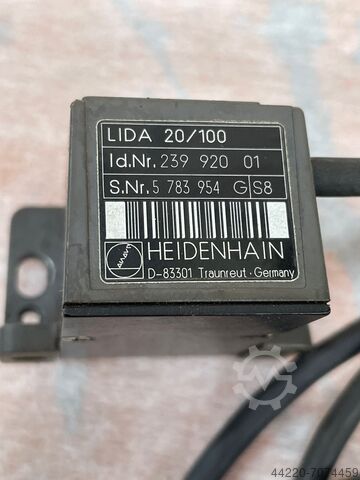 LIDA 20/100
Id.Nr. 239 920 01
S.Nr. 5 783 954 G S8
HEIDENHAIN
D-83301 Traunreut · Germany
44220-7074459